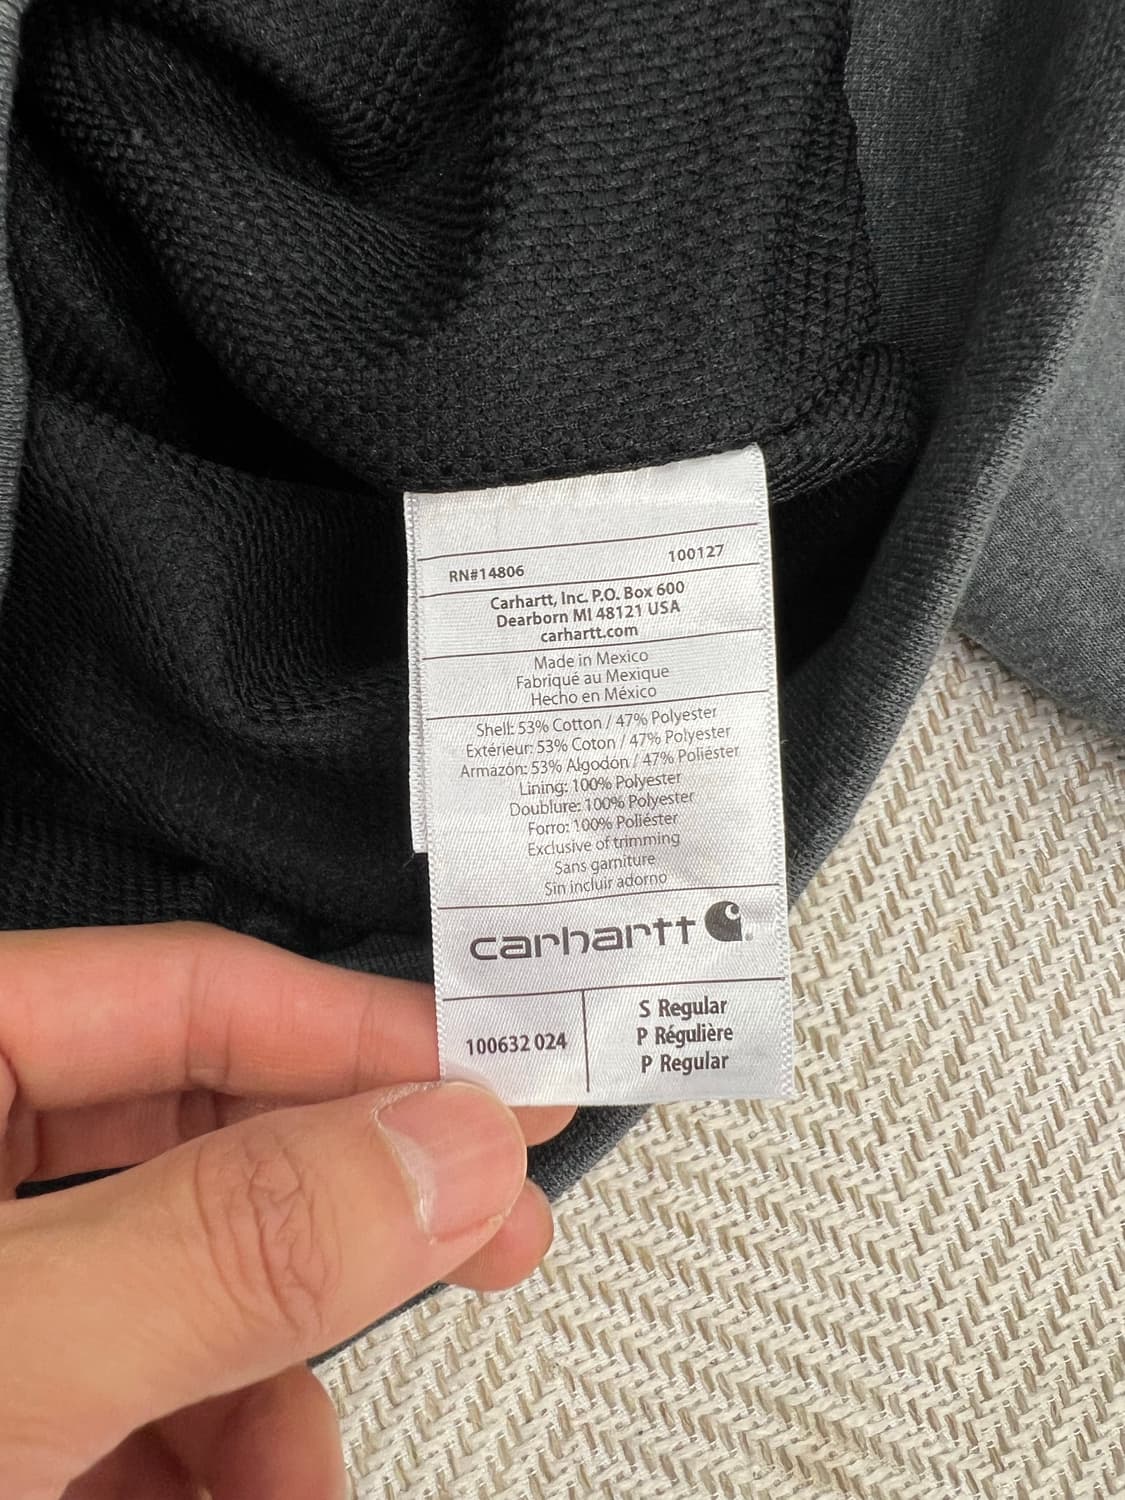 RN#14806 100127
Carhartt, Inc. P.O. Box 600
Dearborn MI 48121 USA
carhartt.com
Made in Mexico
Fabriqué au Mexique
Hecho en México
Shell: 53% Cotton / 47% Polyester
Extérieur: 53% Coton / 47% Polyester
Armazón: 53% Algodón / 47% Poliéster
Lining: 100% Polyester
Doublure: 100% Polyester
Forro: 100% Poliéster
Exclusive of trimming
Sans garniture
Sin incluir adorno
carhartt
100632 024
S Regular
P Régulière
P Regular